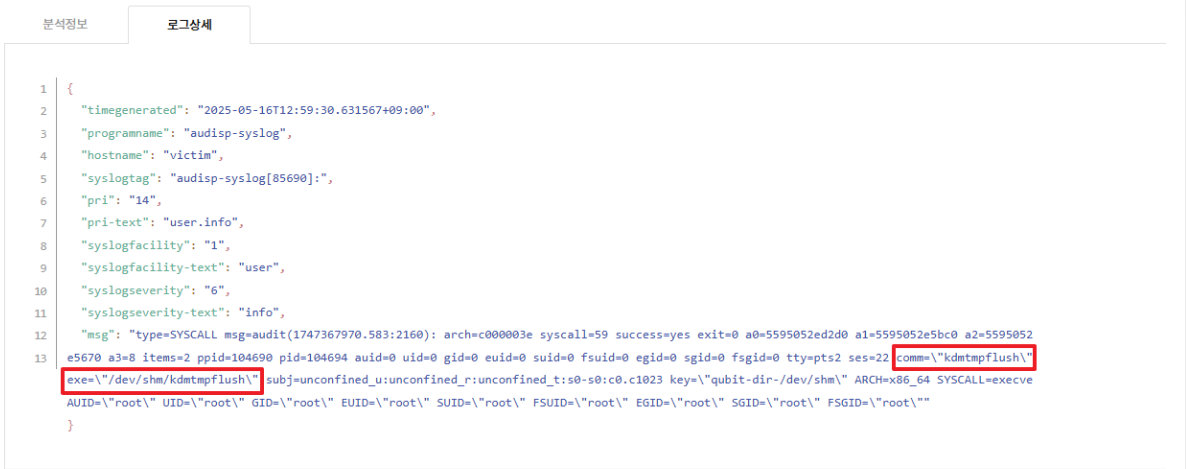 분석정보
로그상세
1 {
2 "timegenerated": "2025-05-16T12:59:30.631567+09:00",
3 "programname": "audisp-syslog",
4 "hostname": "victim",
5 "syslogtag": "audisp-syslog[85690]:",
6 "pri": "14",
7 "pri-text": "user.info",
8 "syslogfacility": "1",
9 "syslogfacility-text": "user",
10 "syslogseverity": "6",
11 "syslogseverity-text": "info",
12 "msg": "type=SYSCALL msg=audit(1747367970.583:2160): arch=c000003e syscall=59 success=yes exit=0 a0=5595052ed2d0 a1=5595052e5bc0 a2=5595052
13 e5670 a3=8 items=2 ppid=104690 pid=104694 auid=0 uid=0 gid=0 euid=0 suid=0 fsuid=0 egid=0 sgid=0 fsgid=0 tty=pts2 ses=22 comm=\"kdmtmpflush\"
exe=\"/dev/shm/kdmtmpflush\" subj=unconfined_u:unconfined_r:unconfined_t:s0-s0:c0.c1023 key=\"qubit-dir-/dev/shm\" ARCH=x86_64 SYSCALL=execve
AUID=\"root\" UID=\"root\" GID=\"root\" EUID=\"root\" SUID=\"root\" FSUID=\"root\" EGID=\"root\" SGID=\"root\" FSGID=\"root\""
}